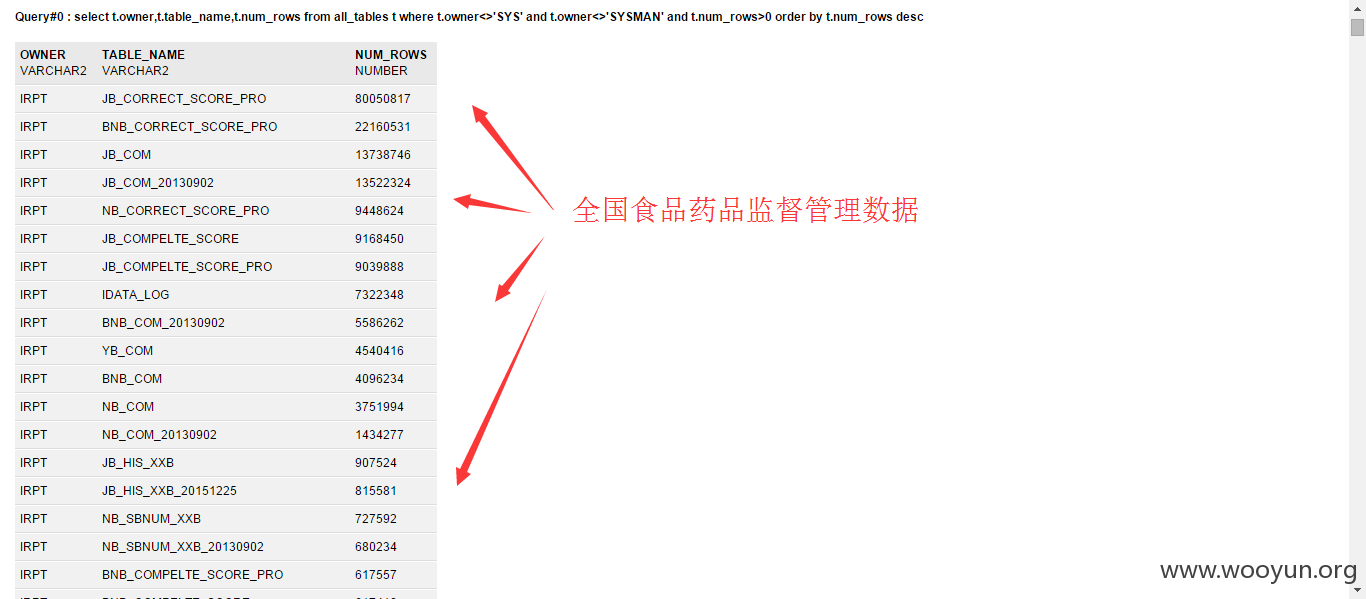 Query#0 : select t.owner,t.table_name,t.num_rows from all_tables t where t.owner<>'SYS' and t.owner<>'SYSMAN' and t.num_rows>0 order by t.num_rows desc
OWNER TABLE_NAME NUM_ROWS
VARCHAR2 VARCHAR2 NUMBER
IRPT JB_CORRECT_SCORE_PRO 80050817
IRPT BNB_CORRECT_SCORE_PRO 22160531
IRPT JB_COM 13738746
IRPT JB_COM_20130902 13522324
IRPT NB_CORRECT_SCORE_PRO 9448624
全国食品药品监督管理数据
IRPT JB_COMPELTE_SCORE 9168450
IRPT JB_COMPELTE_SCORE_PRO 9039888
IRPT IDATA_LOG 7322348
IRPT BNB_COM_20130902 5586262
IRPT YB_COM 4540416
IRPT BNB_COM 4096234
IRPT NB_COM 3751994
IRPT NB_COM_20130902 1434277
IRPT JB_HIS_XXB 907524
IRPT JB_HIS_XXB_20151225 815581
IRPT NB_SBNUM_XXB 727592
IRPT NB_SBNUM_XXB_20130902 680234
IRPT BNB_COMPELTE_SCORE_PRO 617557
www.wooyun.org